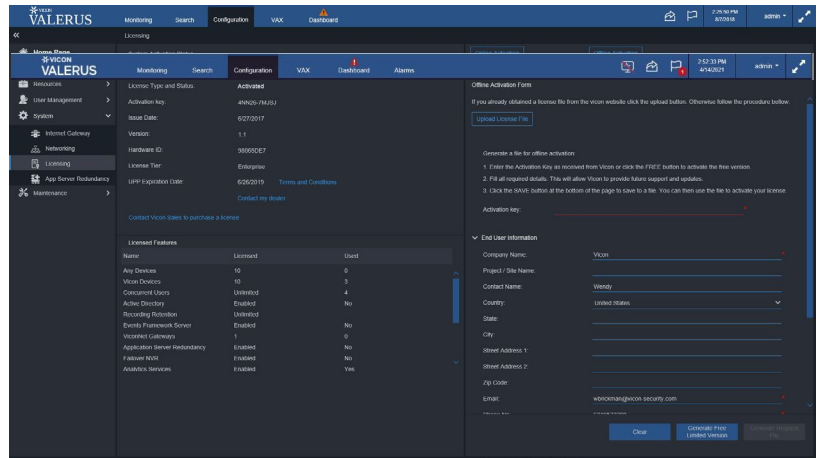 VICON
VALERUS
Monitoring Search Configuration VAX Dashboard
2:25:50 PM
8/7/2018
admin
Licensing
Home Page
VICON
VALERUS
Monitoring Search Configuration VAX Dashboard Alarms
1
2:52:33 PM
4/14/2021
admin
Resources
User Management
System
Internet Gateway
Networking
Licensing
App Server Redundancy
Maintenance
License Type and Status: Activated
Activation key: 4NN26-7MJSJ
Issue Date: 6/27/2017
Version: 1.1
Hardware ID: 98065DE7
License Tier: Enterprise
UPP Expiration Date: 6/26/2019 Terms and Conditions
Contact my dealer
Contact Vicon Sales to purchase a license
Licensed Features
Name Licensed Used
Any Devices 10 0
Vicon Devices 10 3
Concurrent Users Unlimited 4
Active Directory Enabled No
Recording Retention Unlimited
Events Framework Server Enabled No
ViconNet Gateways 1 0
Application Server Redundancy Enabled No
Failover NVR Enabled No
Analytics Services Enabled Yes
Offline Activation Form
If you already obtained a license file from the vicon website click the upload button. Otherwise follow the procedure bellow.
Upload License File
Generate a file for offline activation:
1. Enter the Activation Key as received from Vicon or click the FREE button to activate the free version.
2. Fill all required details. This will allow Vicon to provide future support and updates.
3. Click the SAVE button at the bottom of the page to save to a file. You can then use the file to activate your license.
Activation key: *
End User Information
Company Name: Vicon *
Project / Site Name:
Contact Name: Wendy *
Country: United States
State:
City:
Street Address 1:
Street Address 2:
Zip Code:
Email: wbrickman@vicon-security.com *
Clear
Generate Free
Limited Version
Generate Request
File